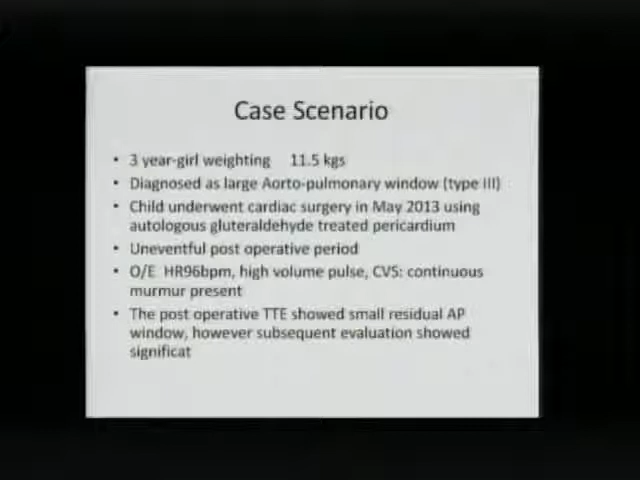 Case Scenario
• 3 year-girl weighting 11.5 kgs
• Diagnosed as large Aorto-pulmonary window (type III)
• Child underwent cardiac surgery in May 2013 using
autologous gluteraldehyde treated pericardium
• Uneventful post operative period
• O/E HR96bpm, high volume pulse, CVS: continuous
murmur present
• The post operative TTE showed small residual AP
window, however subsequent evaluation showed
significat